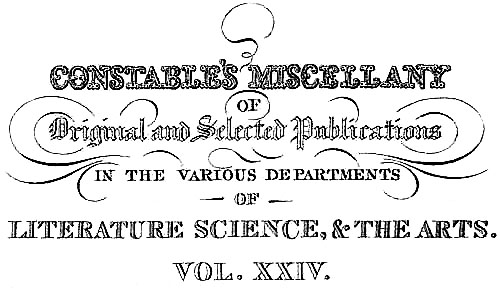 CONSTABLE'S MISCELLANY
OF
Original and Selected Publications
IN THE VARIOUS DEPARTMENTS
— OF —
LITERATURE SCIENCE, & THE ARTS.
VOL. XXIV.